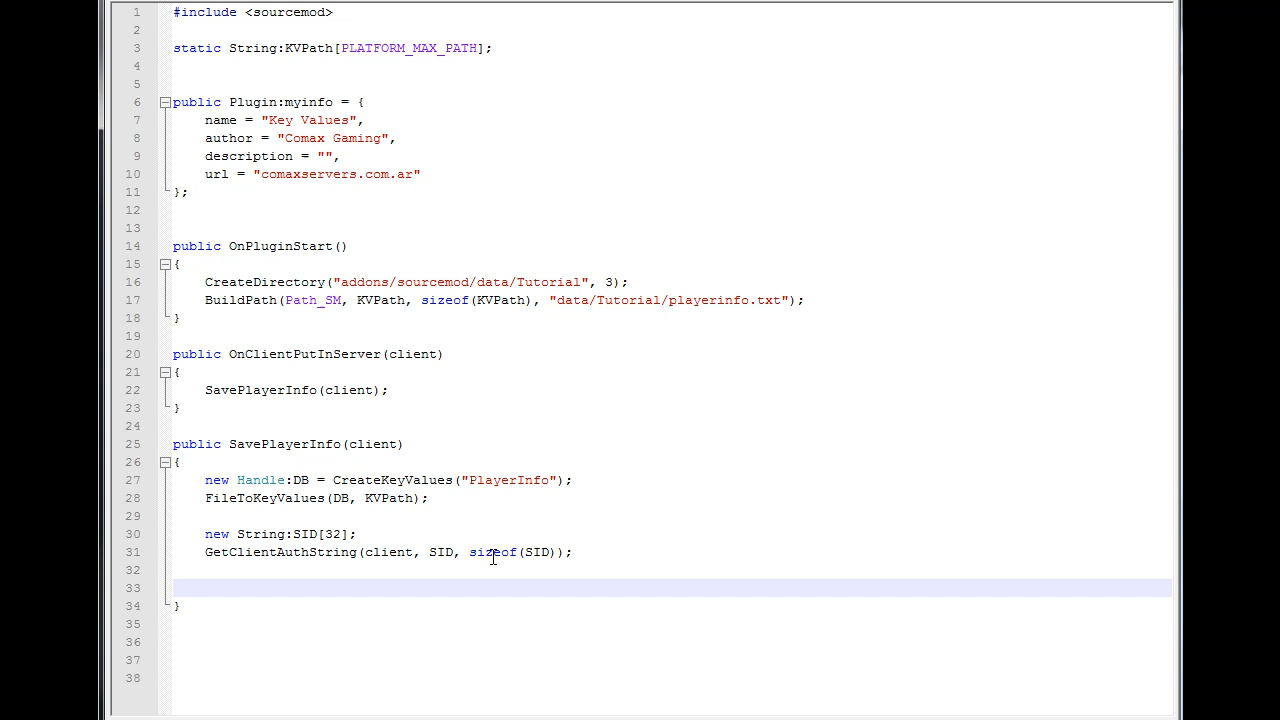 1 #include <sourcemod>
2
3 static String:KVPath[PLATFORM_MAX_PATH];
4
5
6 public Plugin:myinfo = {
7 name = "Key Values",
8 author = "Comax Gaming",
9 description = "",
10 url = "comaxservers.com.ar"
11 };
12
13
14 public OnPluginStart()
15 {
16 CreateDirectory("addons/sourcemod/data/Tutorial", 3);
17 BuildPath(Path_SM, KVPath, sizeof(KVPath), "data/Tutorial/playerinfo.txt");
18 }
19
20 public OnClientPutInServer(client)
21 {
22 SavePlayerInfo(client);
23 }
24
25 public SavePlayerInfo(client)
26 {
27 new Handle:DB = CreateKeyValues("PlayerInfo");
28 FileToKeyValues(DB, KVPath);
29
30 new String:SID[32];
31 GetClientAuthString(client, SID, sizeof(SID));
32
33
34 }
35
36
37
38